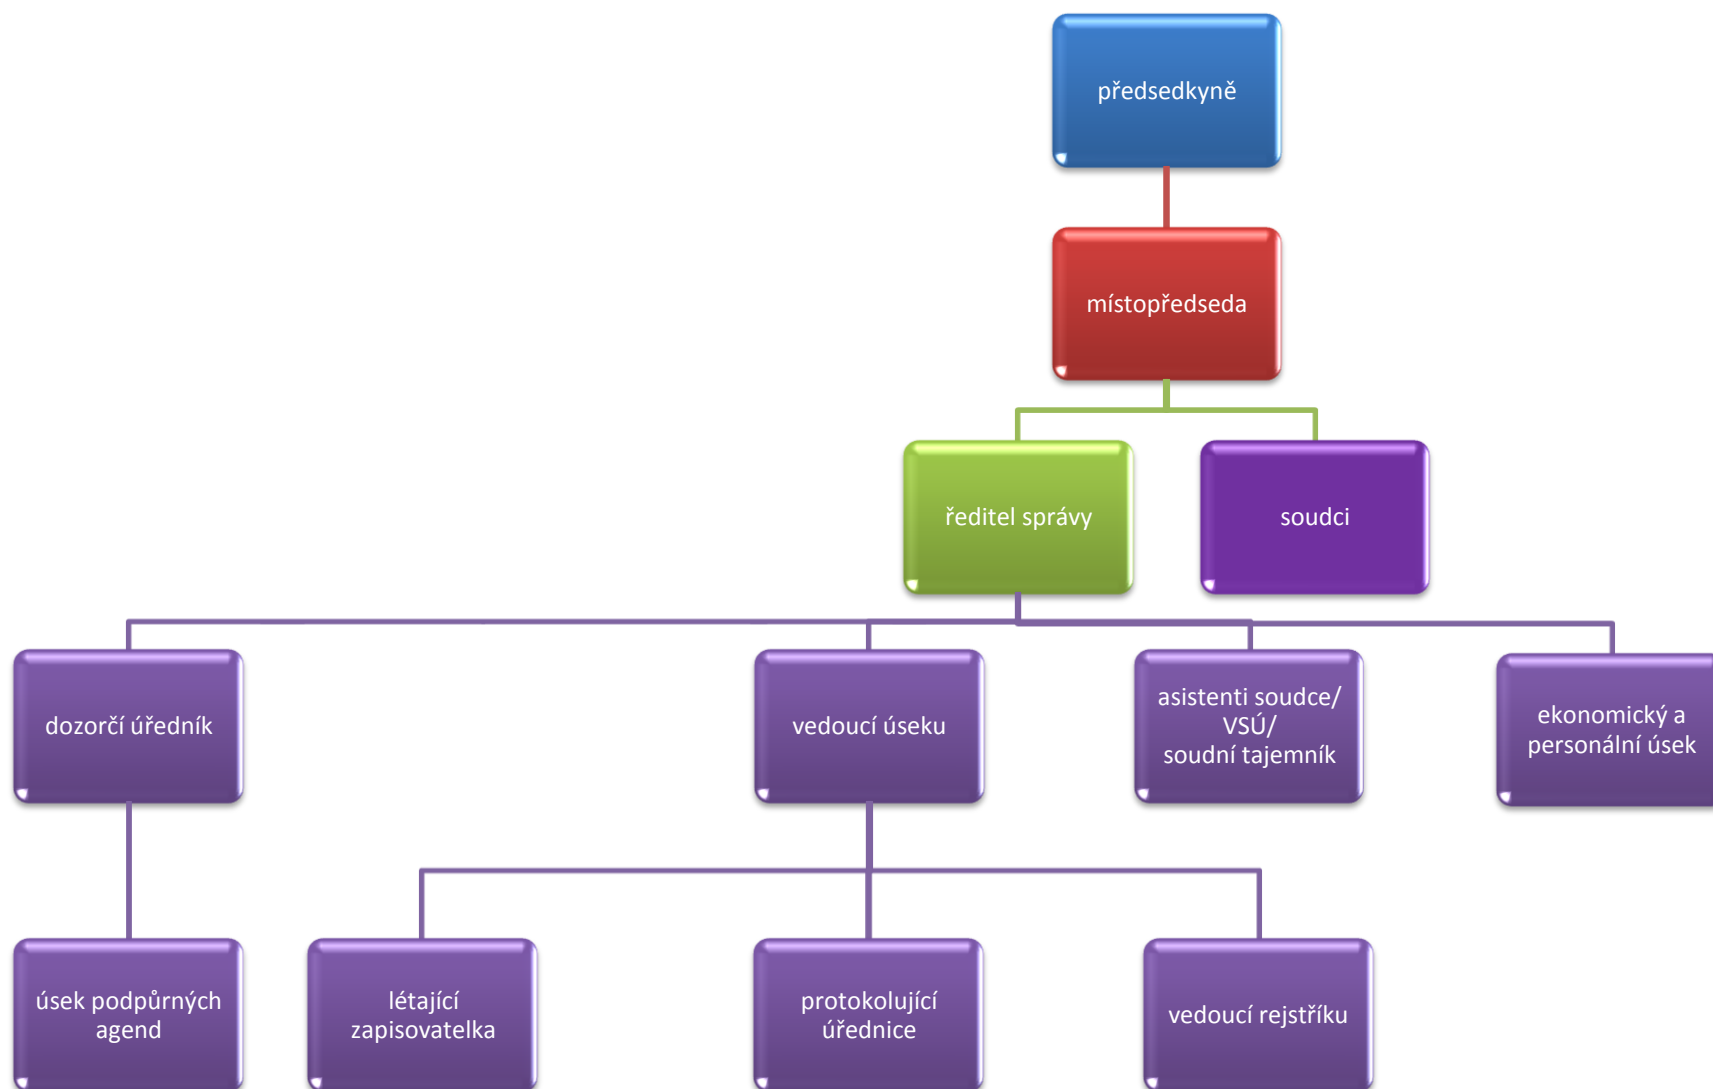 předsedkyně
místopředseda
ředitel správy
soudci
dozorčí úředník
vedoucí úseku
asistenti soudce/
VSÚ/
soudní tajemník
ekonomický a
personální úsek
úsek podpůrných
agend
létající
zapisovatelka
protokolující
úřednice
vedoucí rejstříku